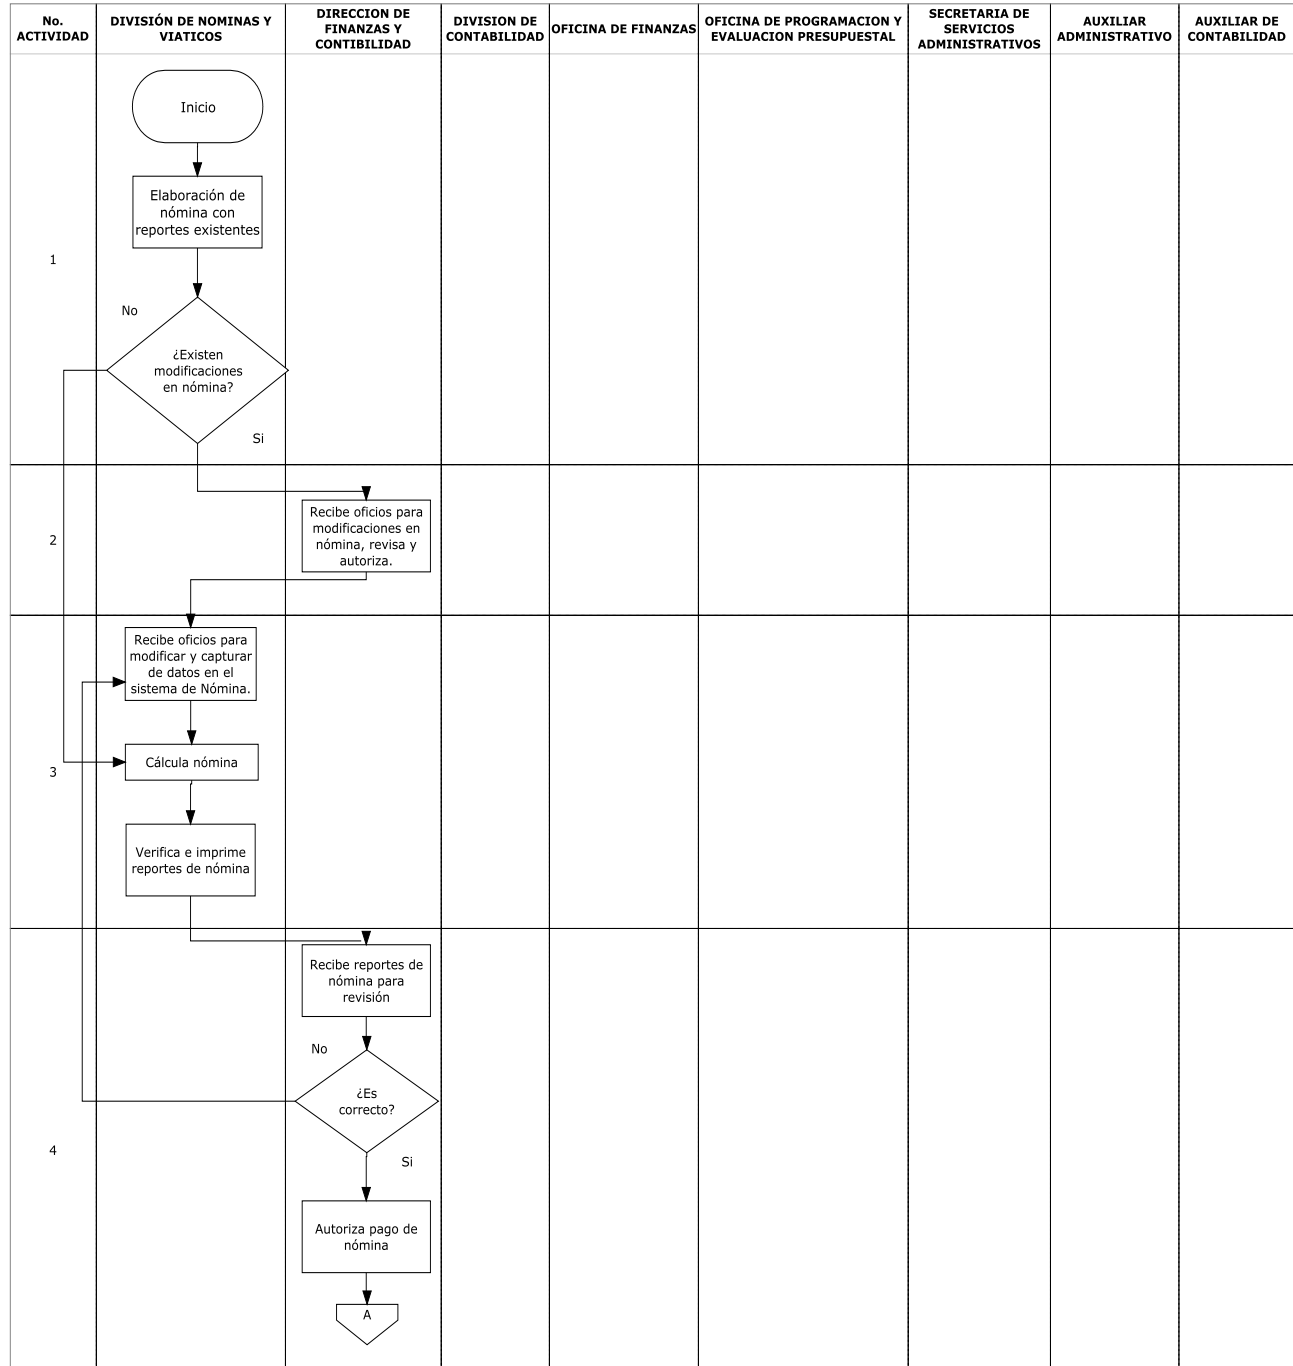 No.
ACTIVIDAD
DIVISIÓN DE NOMINAS Y
VIATICOS
DIRECCION DE
FINANZAS Y
CONTIBILIDAD
DIVISION DE
CONTABILIDAD
OFICINA DE FINANZAS
OFICINA DE PROGRAMACION Y
EVALUACION PRESUPUESTAL
SECRETARIA DE
SERVICIOS
ADMINISTRATIVOS
AUXILIAR
ADMINISTRATIVO
AUXILIAR DE
CONTABILIDAD
Inicio
Elaboración de
nómina con
reportes existentes
1
No
¿Existen
modificaciones
en nómina?
Si
2
Recibe oficios para
modificaciones en
nómina, revisa y
autoriza.
Recibe oficios para
modificar y capturar
de datos en el
sistema de Nómina.
3
Cálcula nómina
Verifica e imprime
reportes de nómina
Recibe reportes de
nómina para
revisión
No
¿Es
correcto?
4
Si
Autoriza pago de
nómina
A